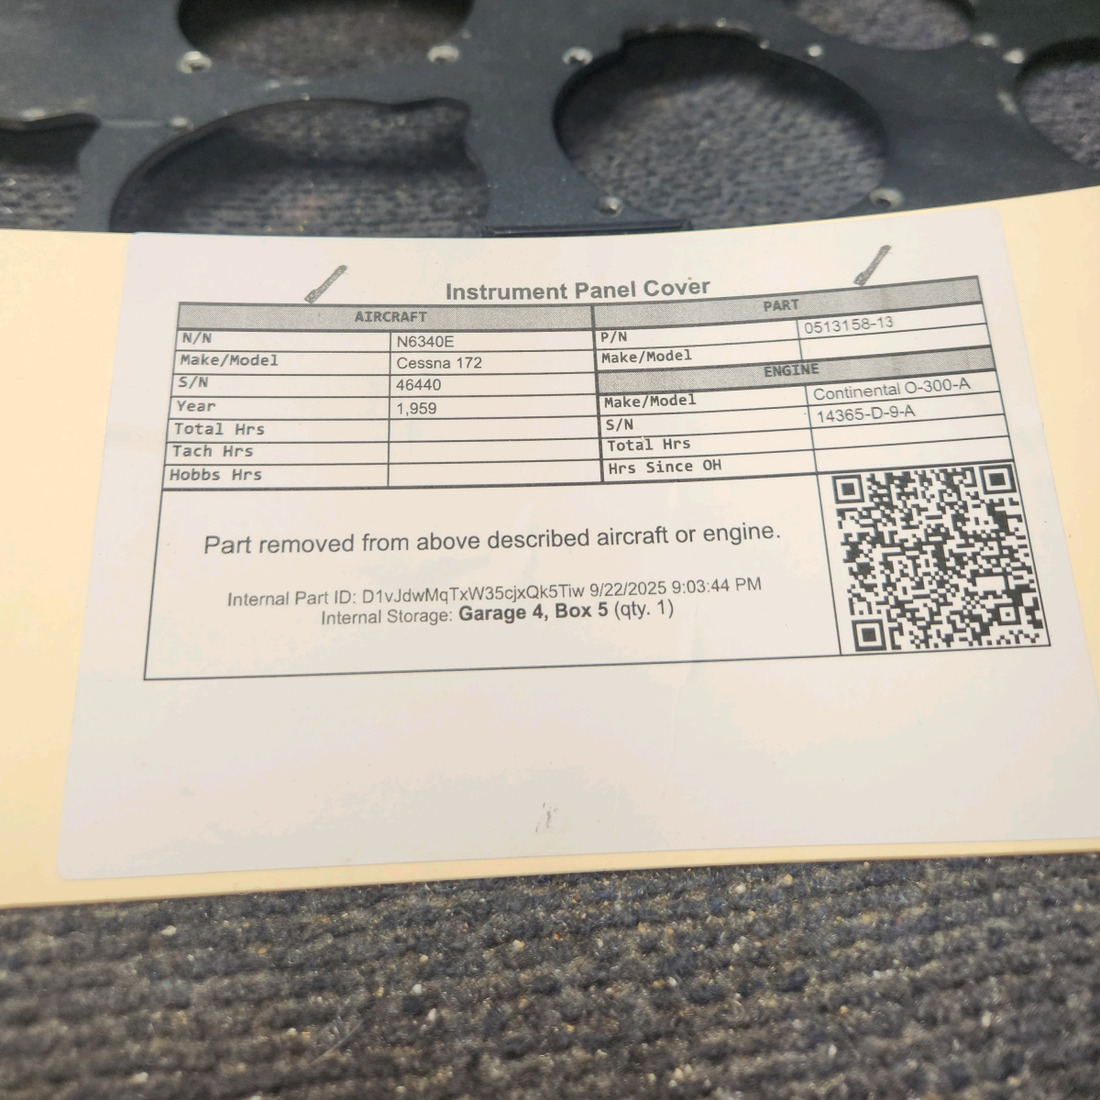 Instrument Panel Cover
AIRCRAFT
N/N N6340E
Make/Model Cessna 172
S/N 46440
Year 1,959
Total Hrs
Tach Hrs
Hobbs Hrs
PART
P/N 0513158-13
Make/Model
ENGINE
Make/Model Continental O-300-A
S/N 14365-D-9-A
Total Hrs
Hrs Since OH
Part removed from above described aircraft or engine.
Internal Part ID: D1vJdwMqTxW35cjxQk5Tiw 9/22/2025 9:03:44 PM
Internal Storage: Garage 4, Box 5 (qty. 1)